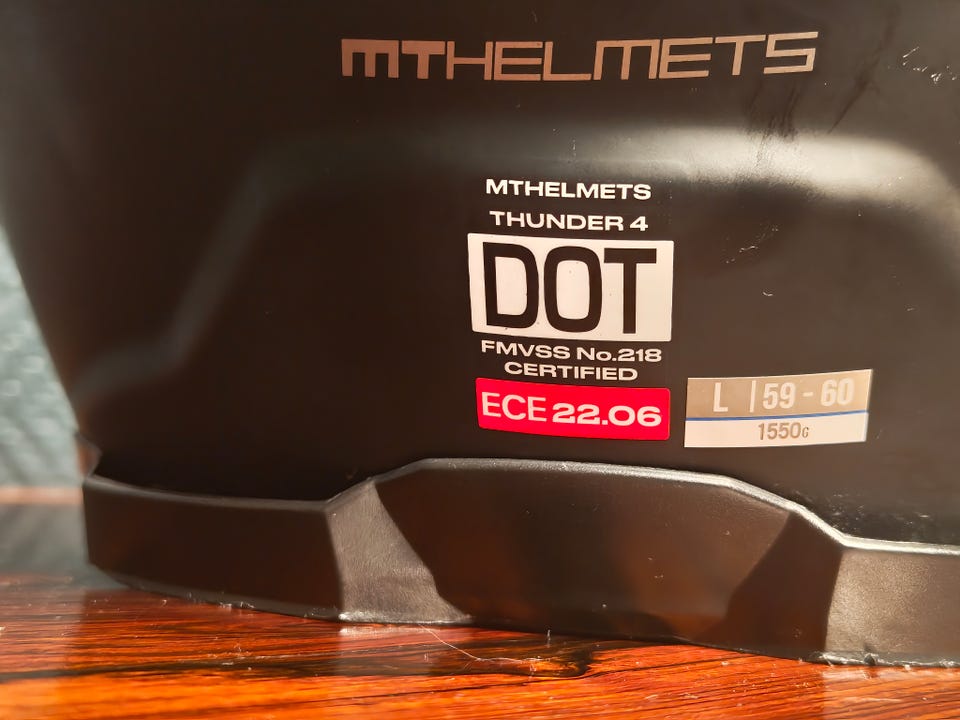 MTHELMETS
MTHELMETS
THUNDER 4
DOT
FMVSS No.218
CERTIFIED
ECE 22.06
L | 59 - 60
1550G